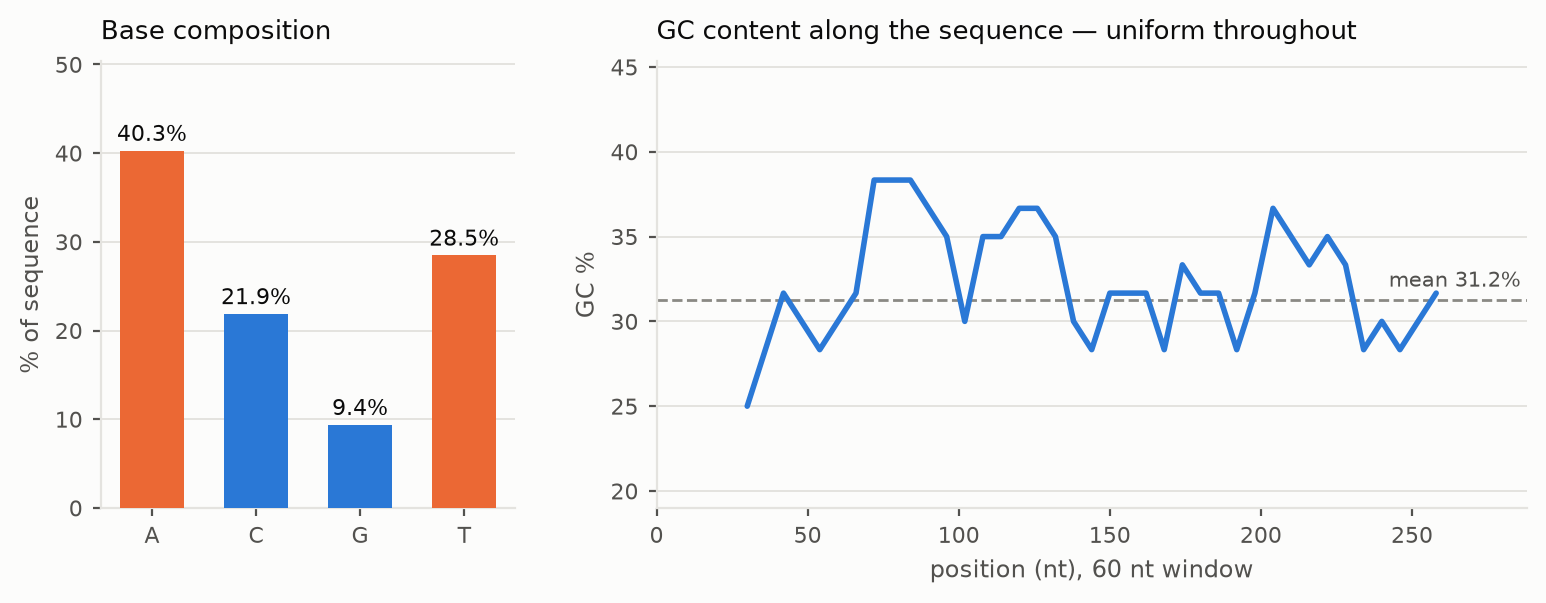 Base composition
% of sequence
50
40
30
20
10
0
40.3%
21.9%
9.4%
28.5%
A C G T
GC content along the sequence — uniform throughout
GC %
45
40
35
30
25
20
mean 31.2%
0 50 100 150 200 250
position (nt), 60 nt window